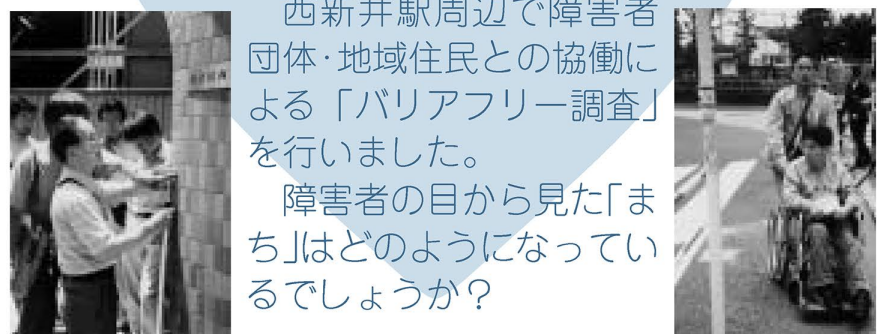 西新井駅周辺で障害者
団体・地域住民との協働に
よる「バリアフリー調査」
を行いました。
障害者の目から見た「ま
ち」はどのようになってい
るでしょうか？